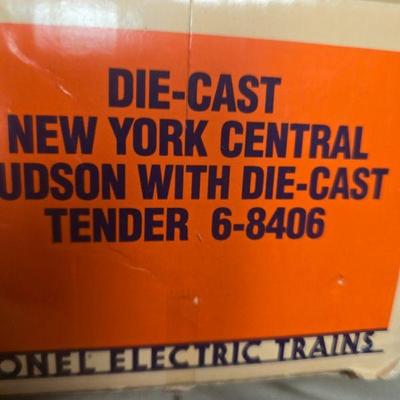 DIE-CAST
NEW YORK CENTRAL
UDSON WITH DIE-CAST
TENDER 6-8406
ONEL ELECTRIC TRAINS